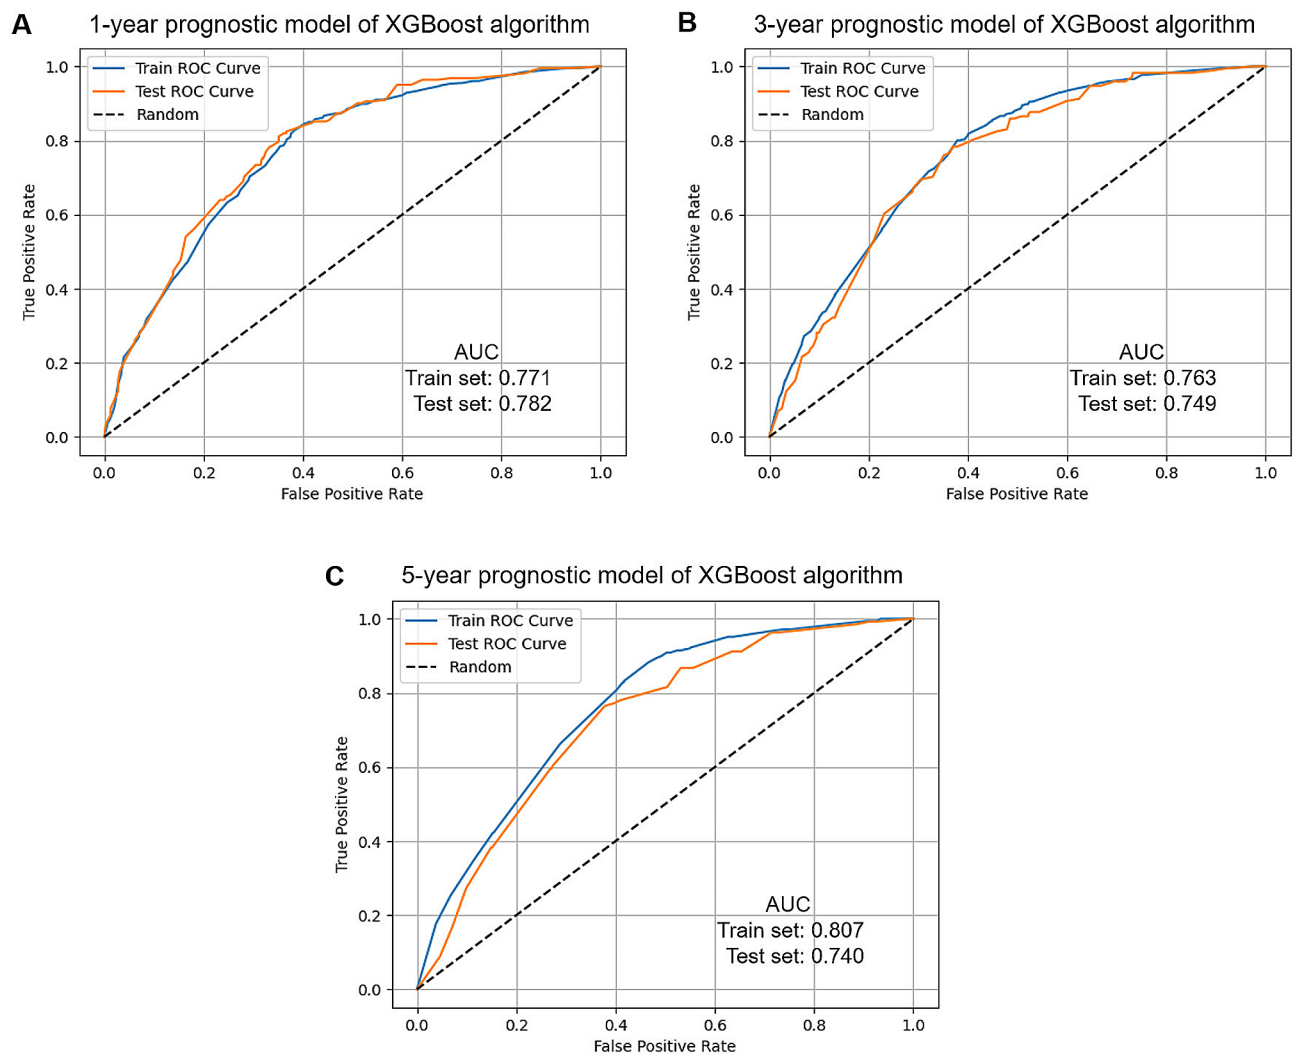 A
1-year prognostic model of XGBoost algorithm
Train ROC Curve
Test ROC Curve
Random
1.0
0.8
0.6
0.4
0.2
0.0
True Positive Rate
AUC
Train set: 0.771
Test set: 0.782
0.0 0.2 0.4 0.6 0.8 1.0
False Positive Rate
B
3-year prognostic model of XGBoost algorithm
Train ROC Curve
Test ROC Curve
Random
1.0
0.8
0.6
0.4
0.2
0.0
True Positive Rate
AUC
Train set: 0.763
Test set: 0.749
0.0 0.2 0.4 0.6 0.8 1.0
False Positive Rate
C
5-year prognostic model of XGBoost algorithm
Train ROC Curve
Test ROC Curve
Random
1.0
0.8
0.6
0.4
0.2
0.0
True Positive Rate
AUC
Train set: 0.807
Test set: 0.740
0.0 0.2 0.4 0.6 0.8 1.0
False Positive Rate